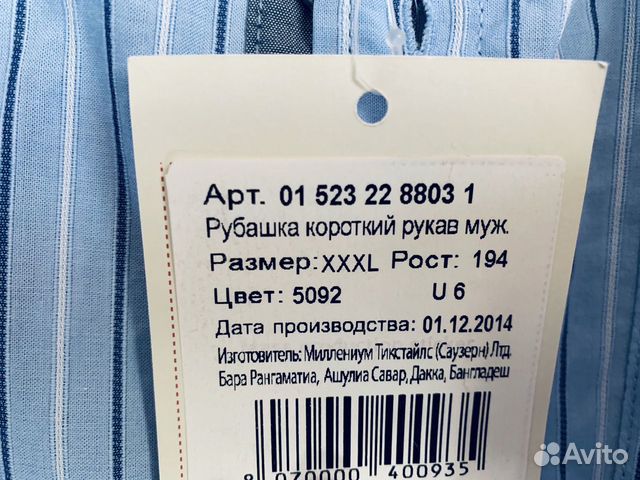 Арт. 01 523 22 8803 1
Рубашка короткий рукав муж.
Размер: XXXL Рост: 194
Цвет: 5092 U 6
Дата производства: 01.12.2014
Изготовитель: Миллениум Тикстайлс (Саузерн) Лтд.
Бара Рангаматиа, Ашулиа Савар, Дакка, Бангладеш
8 070000 400935
Avito